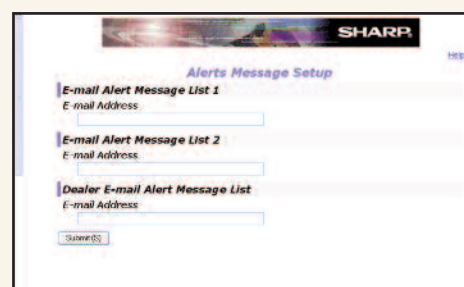 SHARP
Help
Alerts Message Setup
E-mail Alert Message List 1
E-mail Address
E-mail Alert Message List 2
E-mail Address
Dealer E-mail Alert Message List
E-mail Address
Submit(S)